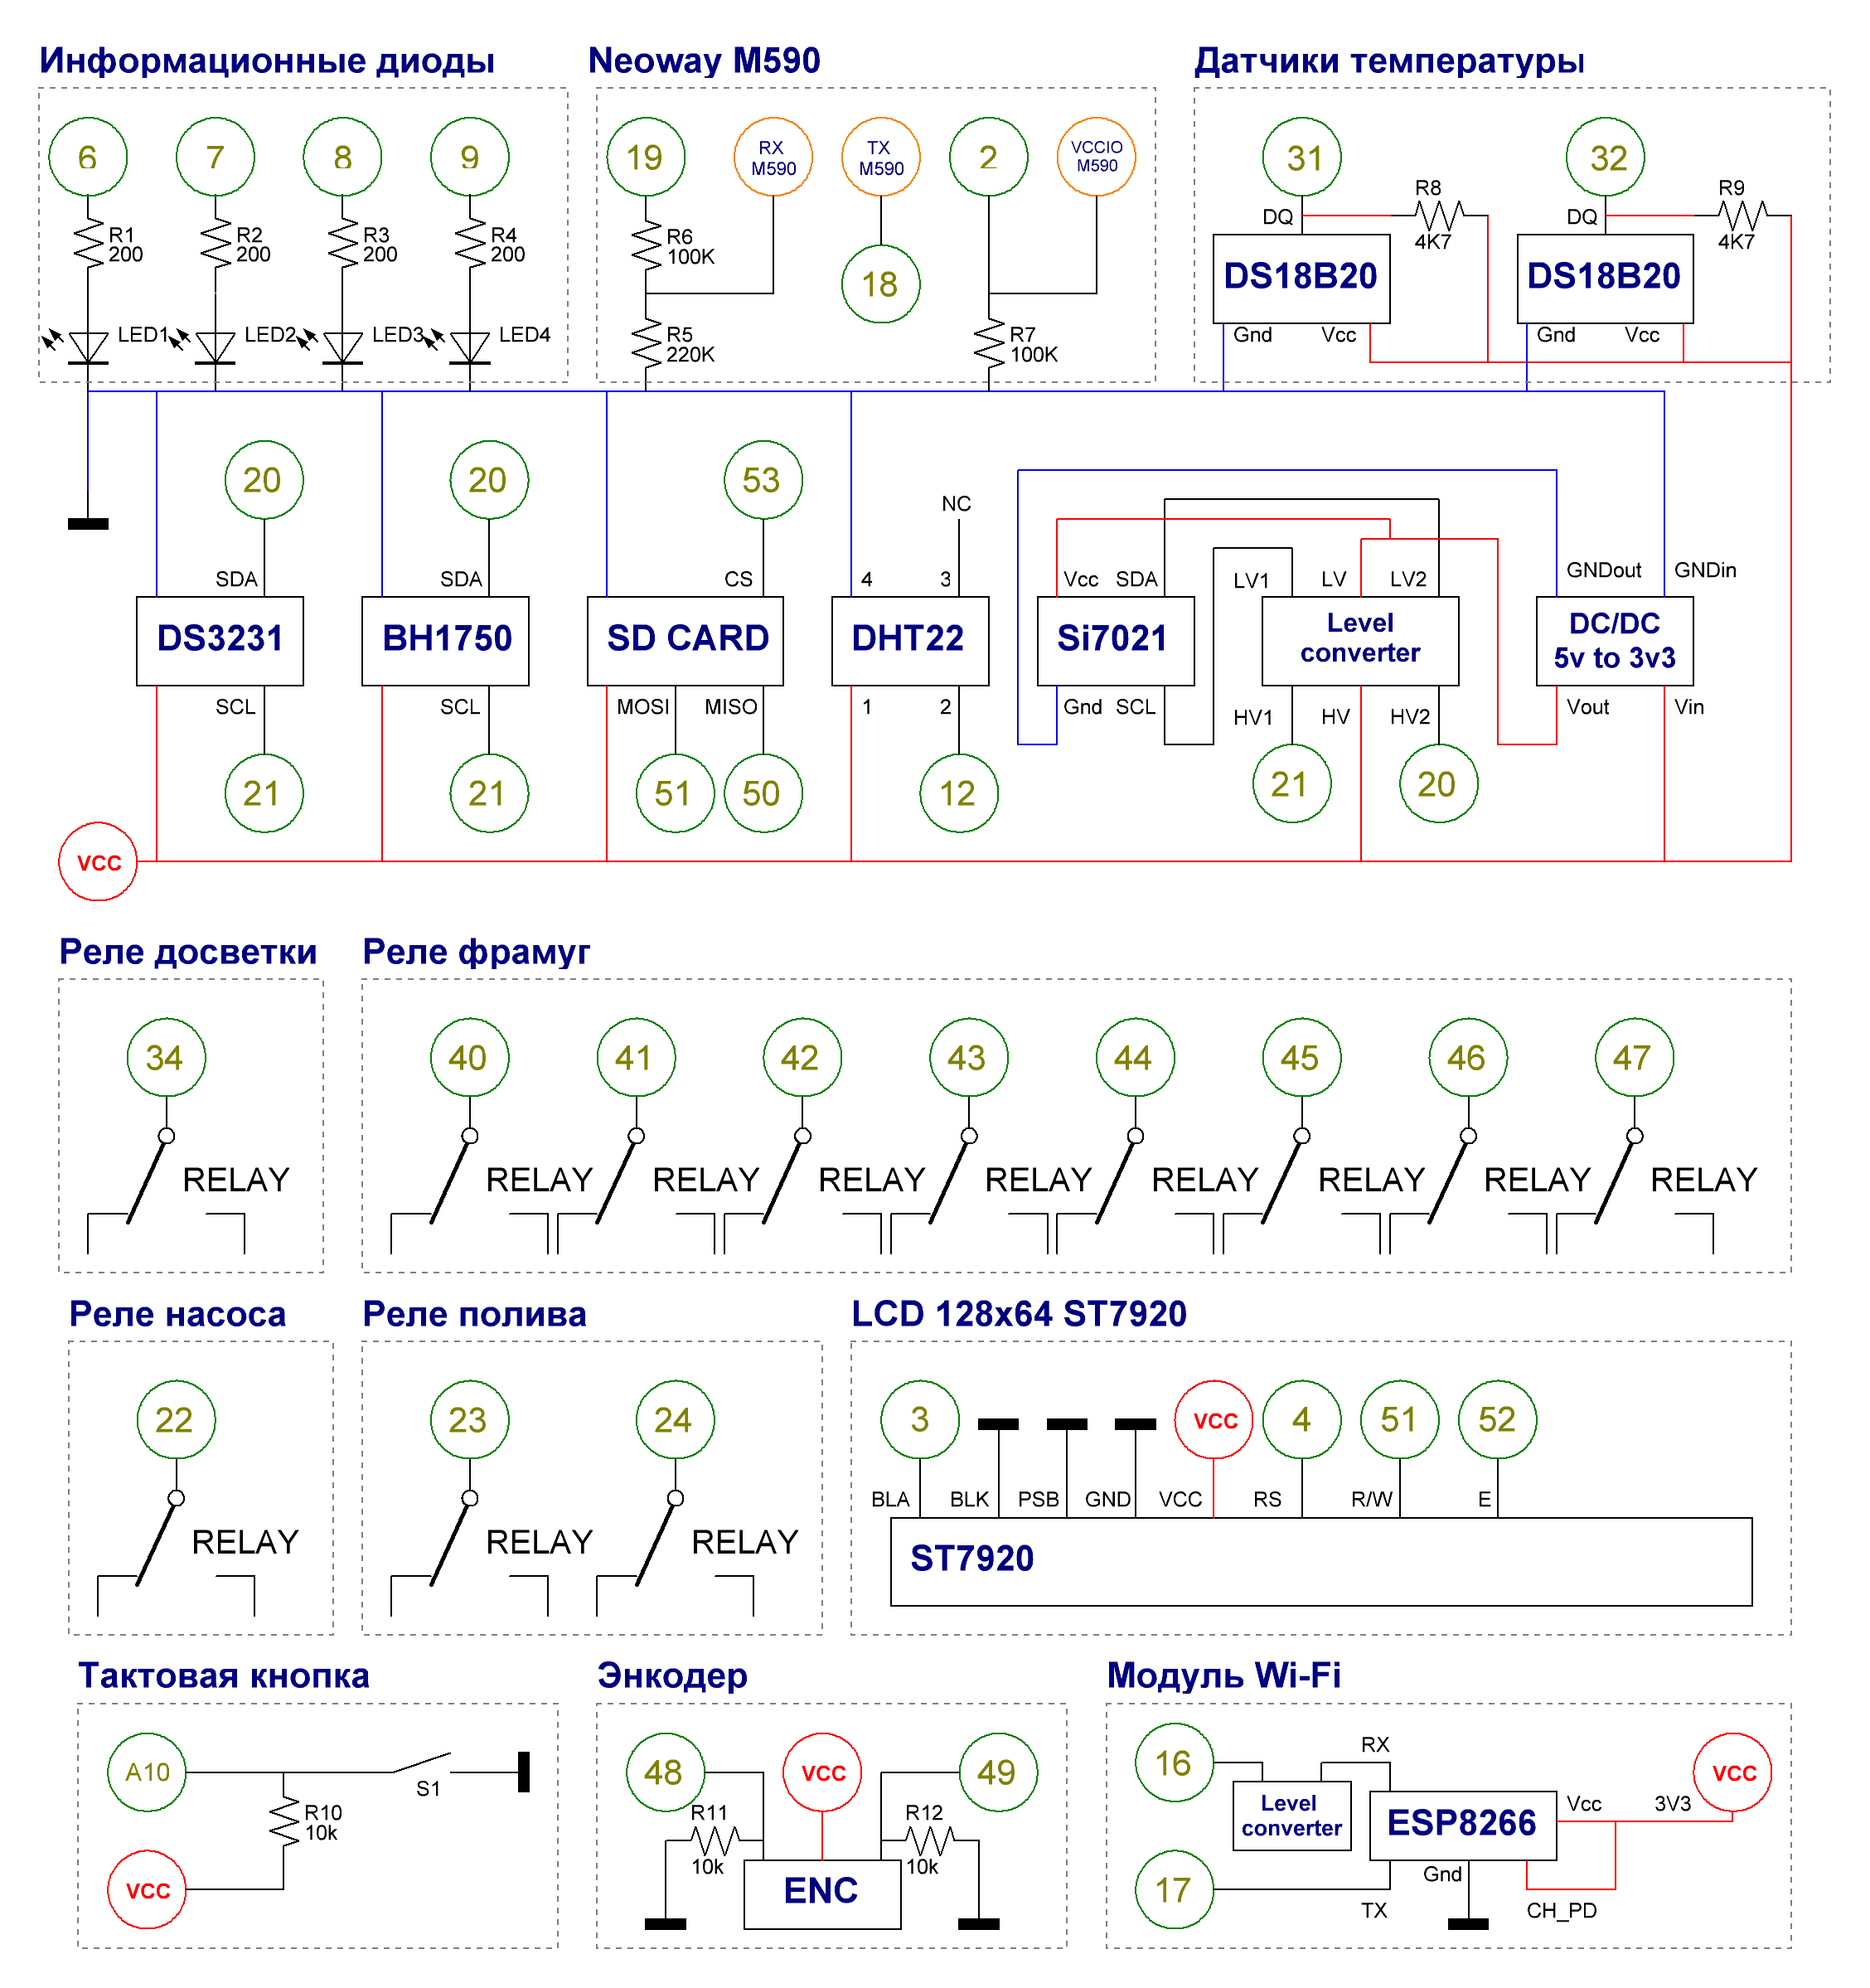 Информационные диоды
6
7
8
9
R1
200
R2
200
R3
200
R4
200
LED1
LED2
LED3
LED4
Neoway M590
19
RX
M590
TX
M590
2
VCCIO
M590
R6
100K
18
R5
220K
R7
100K
Датчики температуры
31
32
DQ
R8
4K7
DQ
R9
4K7
DS18B20
DS18B20
Gnd
Vcc
Gnd
Vcc
20
SDA
DS3231
SCL
21
20
SDA
BH1750
SCL
21
53
CS
SD CARD
MOSI
MISO
51
50
NC
4
3
DHT22
1
2
12
Vcc
SDA
Si7021
Gnd
SCL
LV1
LV
LV2
Level
converter
HV1
HV
HV2
21
20
GNDout
GNDin
DC/DC
5v to 3v3
Vout
Vin
VCC
Реле досветки
34
RELAY
Реле фрамуг
40
41
42
43
44
45
46
47
RELAY
RELAY
RELAY
RELAY
RELAY
RELAY
RELAY
RELAY
Реле насоса
22
RELAY
Реле полива
23
24
RELAY
RELAY
LCD 128x64 ST7920
3
VCC
4
51
52
BLA
BLK
PSB
GND
VCC
RS
R/W
E
ST7920
Тактовая кнопка
A10
S1
R10
10k
VCC
Энкодер
48
VCC
49
R11
10k
R12
10k
ENC
Модуль Wi-Fi
16
RX
VCC
Level
converter
ESP8266
Vcc
3V3
17
Gnd
TX
CH_PD